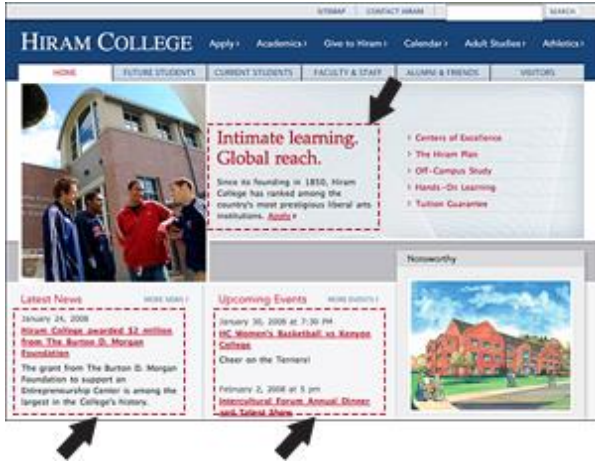 SITEMAP CONTACT HIRAM SEARCH
HIRAM COLLEGE Apply› Academics› Give to Hiram› Calendar› Adult Studies› Athletics›
HOME FUTURE STUDENTS CURRENT STUDENTS FACULTY & STAFF ALUMNI & FRIENDS VISITORS
Intimate learning.
Global reach.
Since its founding in 1850, Hiram
College has ranked among the
country's most prestigious liberal arts
institutions. Apply›
› Centers of Excellence
› The Hiram Plan
› Off-Campus Study
› Hands-On Learning
› Tuition Guarantee
Latest News MORE NEWS›
January 24, 2008
Hiram College awarded $2 million
from The Burton D. Morgan
Foundation
The grant from The Burton D. Morgan
Foundation to support an
Entrepreneurship Center is among the
largest in the College's history.
Upcoming Events MORE EVENTS›
January 30, 2008 at 7:30 PM
HC Women's Basketball vs Kenyon
College
Cheer on the Terriers!
February 2, 2008 at 5 pm
Intercultural Forum Annual Dinner
and Talent Show
Noteworthy